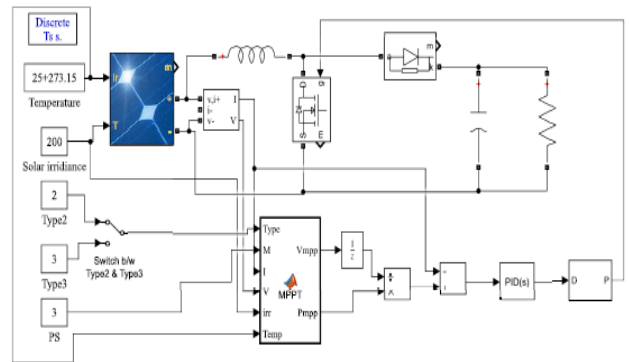 Discrete
Ts s.
25+273.15
Temperature
200
Solar irridiance
2
Type2
3
Type3
Switch b/w
Type2 & Type3
3
PS
Ir
T
m
+
-
v,i+
i-
v-
I
V
D
g
S
m
a
m
k
Type
M
I
V
irr
Temp
Vmpp
Pmpp
MPPT
1
z
PID(s)
D
P